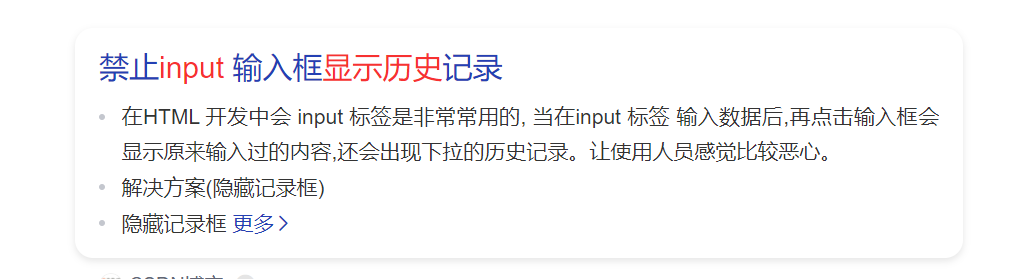 禁止input 输入框显示历史记录
在HTML 开发中会 input 标签是非常常用的, 当在input 标签 输入数据后,再点击输入框会
显示原来输入过的内容,还会出现下拉的历史记录。让使用人员感觉比较恶心。
解决方案(隐藏记录框)
隐藏记录框 更多>